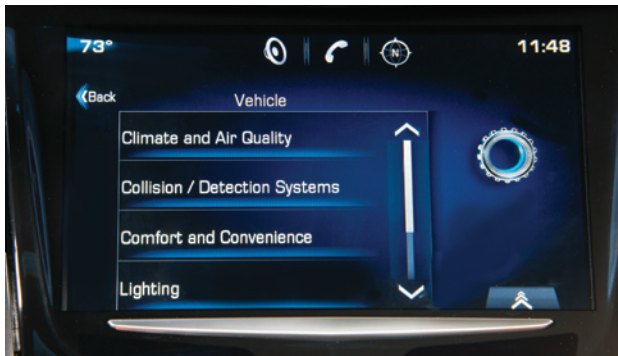 73°
N
11:48
Back
Vehicle
Climate and Air Quality
Collision / Detection Systems
Comfort and Convenience
Lighting